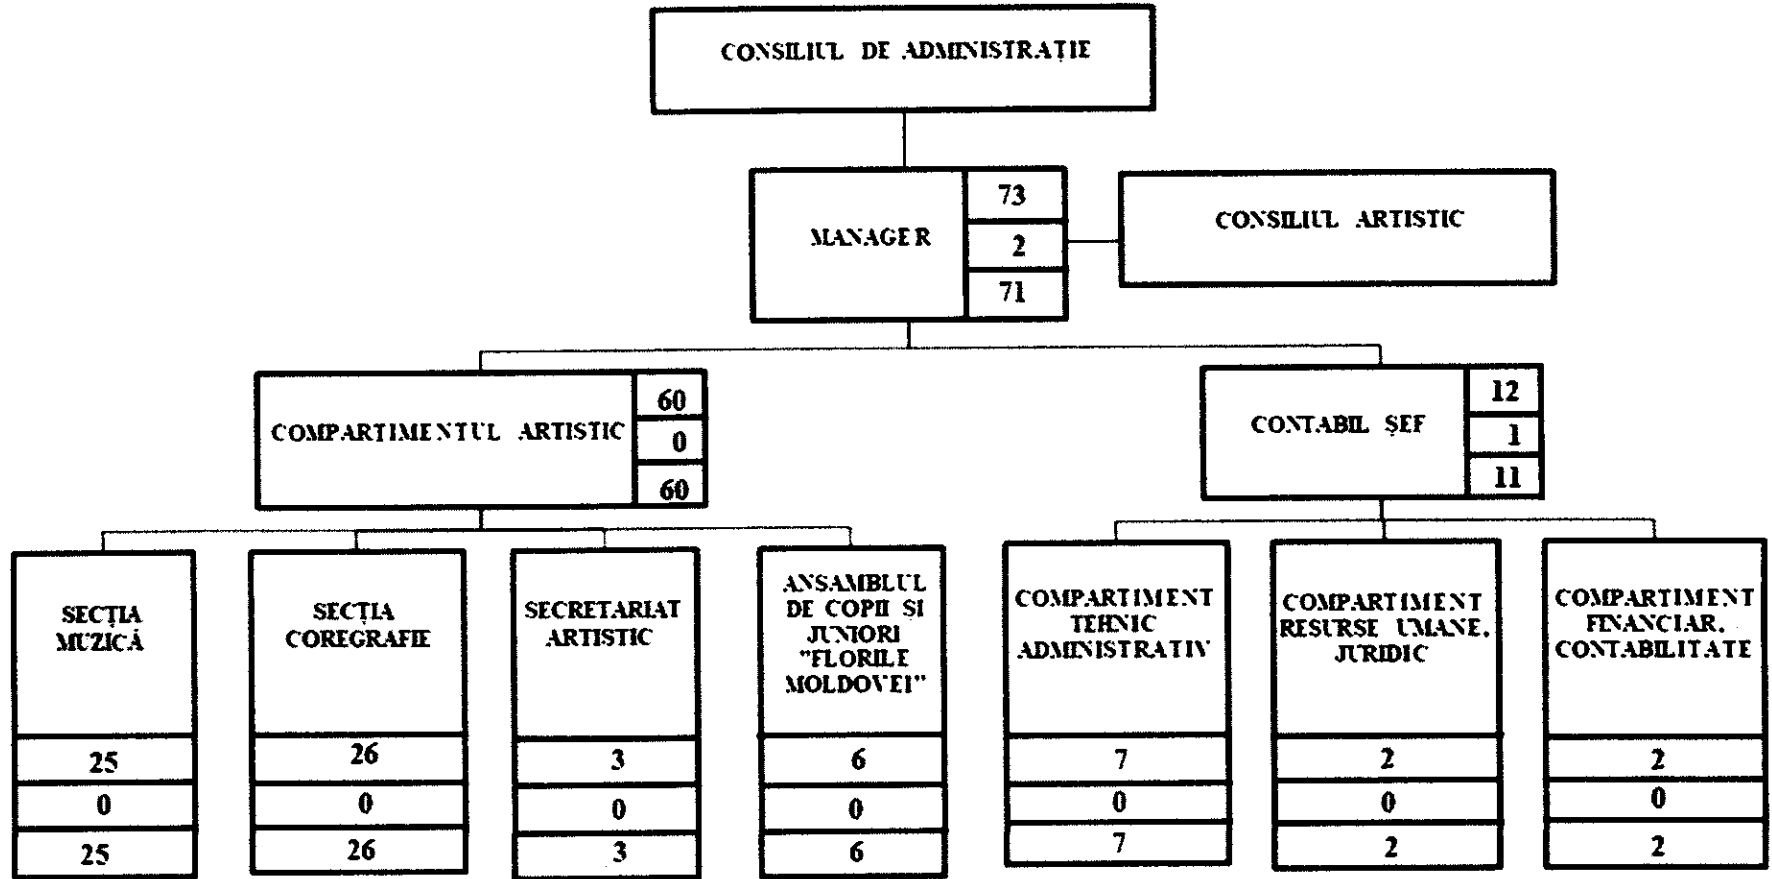 CONSILIUL DE ADMINISTRAȚIE
MANAGER
73
2
71
CONSILIUL ARTISTIC
COMPARTIMENTUL ARTISTIC
60
0
60
CONTABIL ȘEF
12
1
11
SECȚIA
MUZICĂ
25
0
25
SECȚIA
COREGRAFIE
26
0
26
SECRETARIAT
ARTISTIC
3
0
3
ANSAMBLUL
DE COPII ȘI
JUNIORI
"FLORILE
MOLDOVEI"
6
0
6
COMPARTIMENT
TEHNIC
ADMINISTRATIV
7
0
7
COMPARTIMENT
RESURSE UMANE,
JURIDIC
2
0
2
COMPARTIMENT
FINANCIAR,
CONTABILITATE
2
0
2